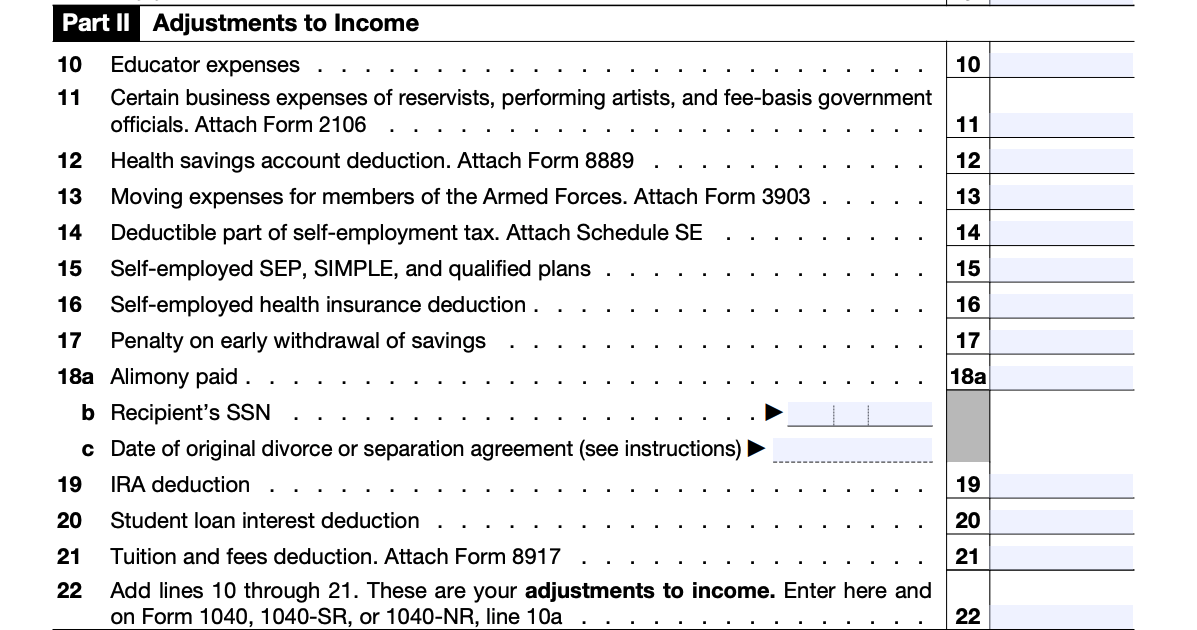 Part II Adjustments to Income
10 Educator expenses . . . . . . . . . . . . . . . . . . . . . . . . . . 10
11 Certain business expenses of reservists, performing artists, and fee-basis government
officials. Attach Form 2106 . . . . . . . . . . . . . . . . . . . . . . . 11
12 Health savings account deduction. Attach Form 8889 . . . . . . . . . . . . 12
13 Moving expenses for members of the Armed Forces. Attach Form 3903 . . . . . 13
14 Deductible part of self-employment tax. Attach Schedule SE . . . . . . . . . 14
15 Self-employed SEP, SIMPLE, and qualified plans . . . . . . . . . . . . . . 15
16 Self-employed health insurance deduction . . . . . . . . . . . . . . . . . 16
17 Penalty on early withdrawal of savings . . . . . . . . . . . . . . . . . . 17
18a Alimony paid . . . . . . . . . . . . . . . . . . . . . . . . . . . . . 18a
b Recipient's SSN . . . . . . . . . . . . . . . . . . . . ▶
c Date of original divorce or separation agreement (see instructions) ▶
19 IRA deduction . . . . . . . . . . . . . . . . . . . . . . . . . . . . 19
20 Student loan interest deduction . . . . . . . . . . . . . . . . . . . . . 20
21 Tuition and fees deduction. Attach Form 8917 . . . . . . . . . . . . . . . 21
22 Add lines 10 through 21. These are your adjustments to income. Enter here and
on Form 1040, 1040-SR, or 1040-NR, line 10a . . . . . . . . . . . . . . . 22